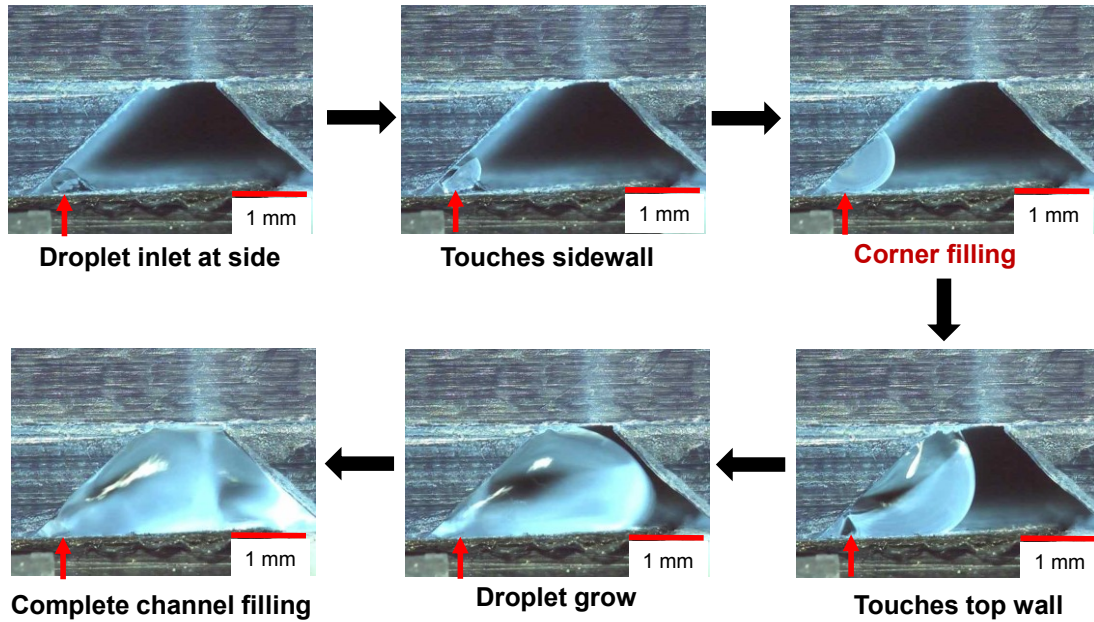 1 mm
Droplet inlet at side
1 mm
Touches sidewall
1 mm
Corner filling
1 mm
Touches top wall
1 mm
Droplet grow
1 mm
Complete channel filling